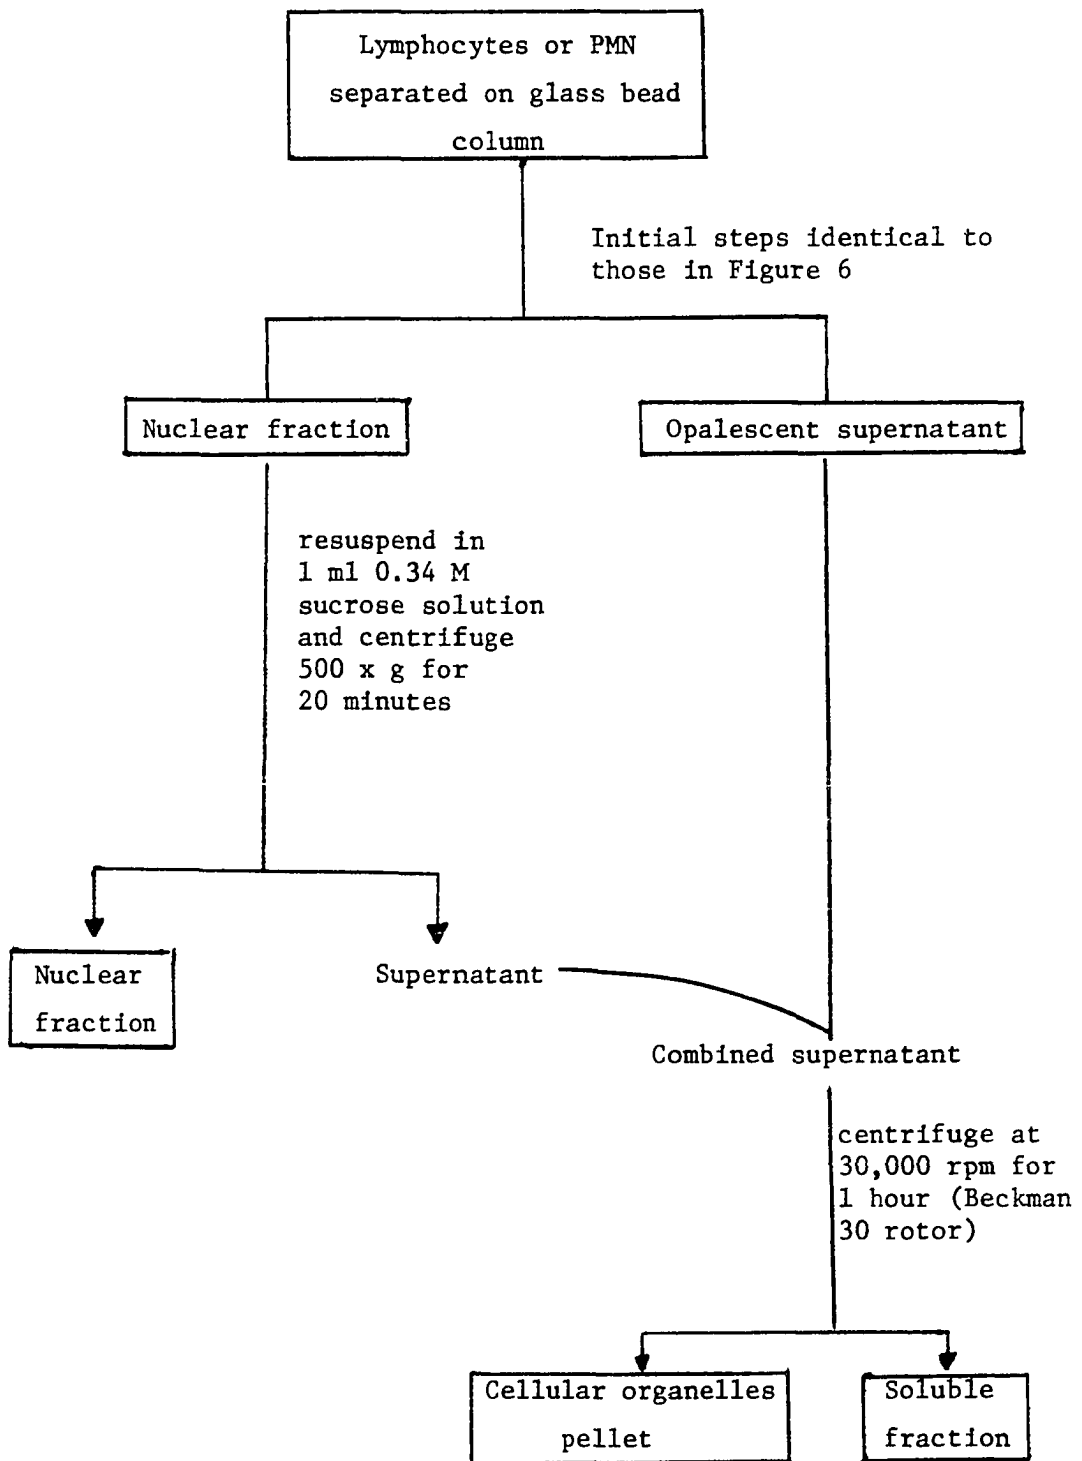 Lymphocytes or PMN
separated on glass bead
column
Initial steps identical to
those in Figure 6
Nuclear fraction
Opalescent supernatant
resuspend in
1 ml 0.34 M
sucrose solution
and centrifuge
500 x g for
20 minutes
Nuclear
fraction
Supernatant
Combined supernatant
centrifuge at
30,000 rpm for
1 hour (Beckman
30 rotor)
Cellular organelles
pellet
Soluble
fraction